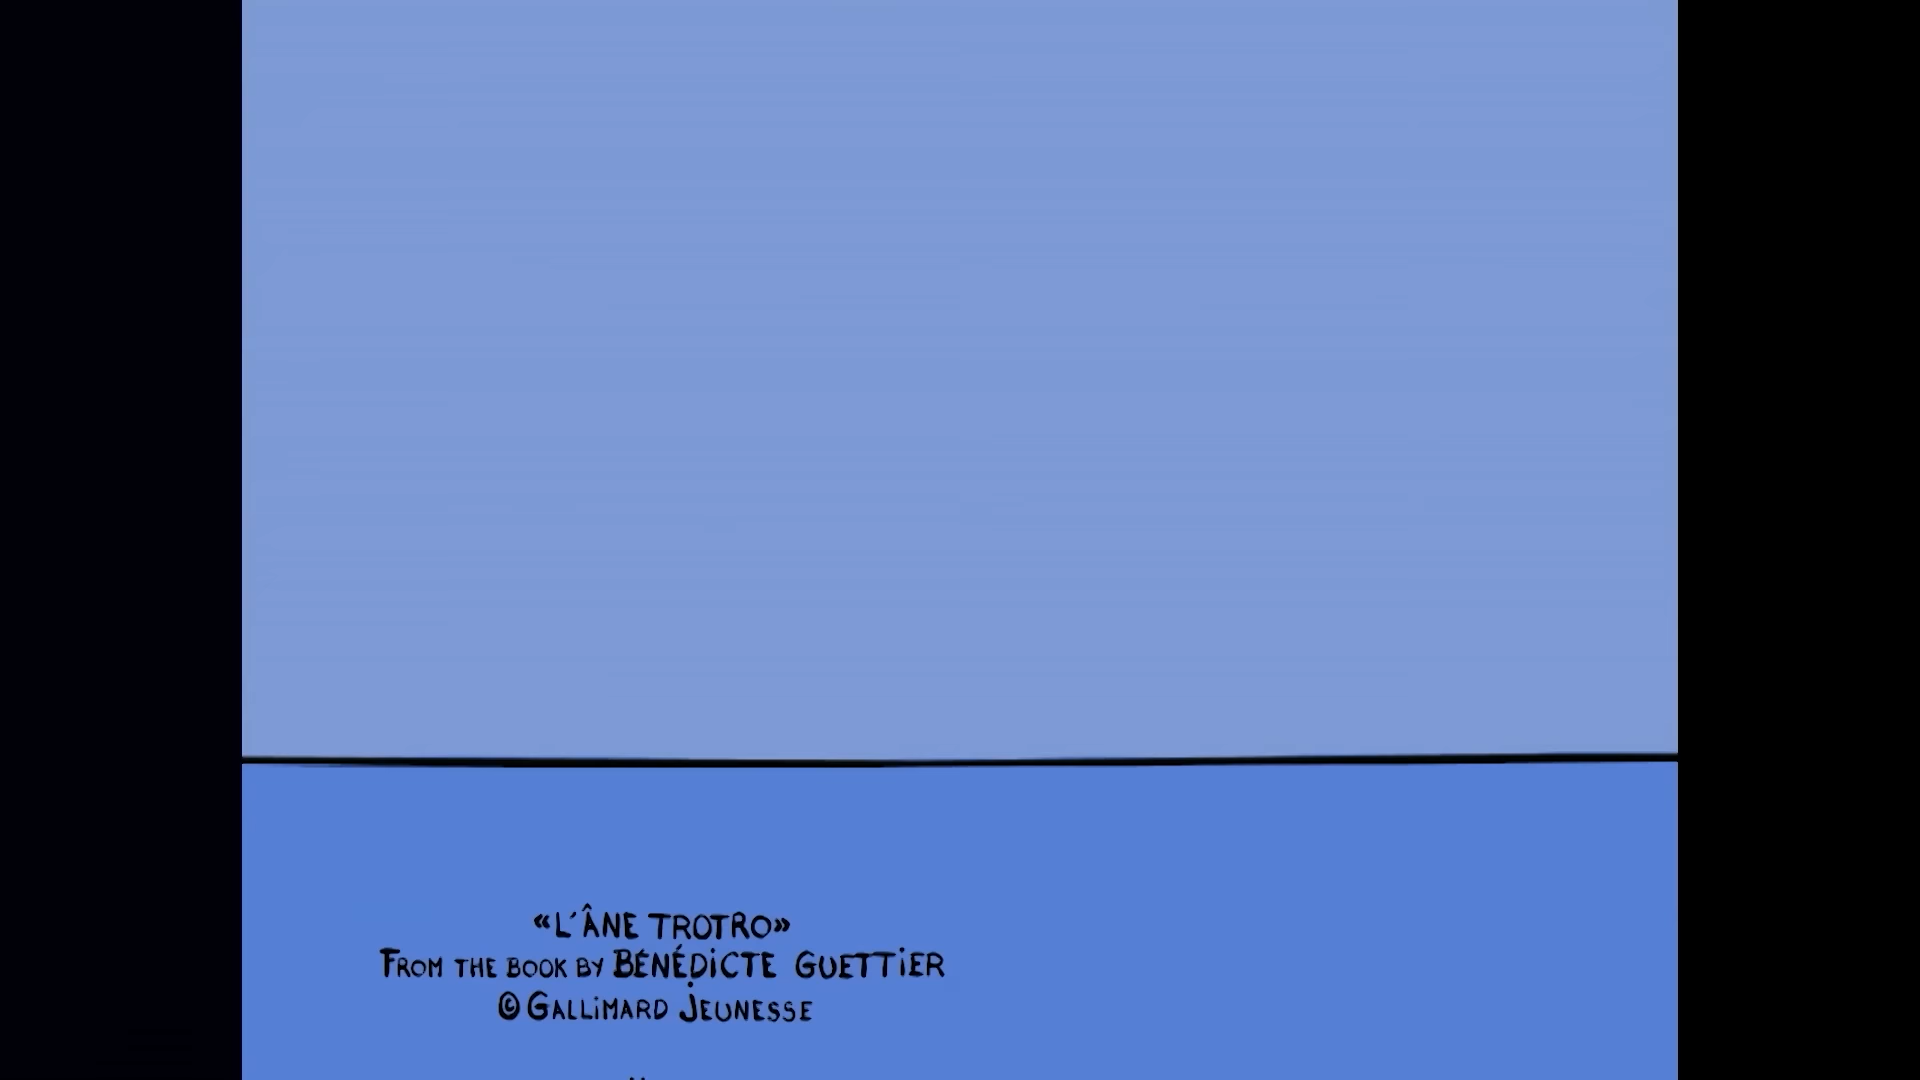 «L'ÂNE TROTRO»
FROM THE BOOK BY BÉNÉDiCTE GUETTiER
© GALLiMARD JEUNESSE